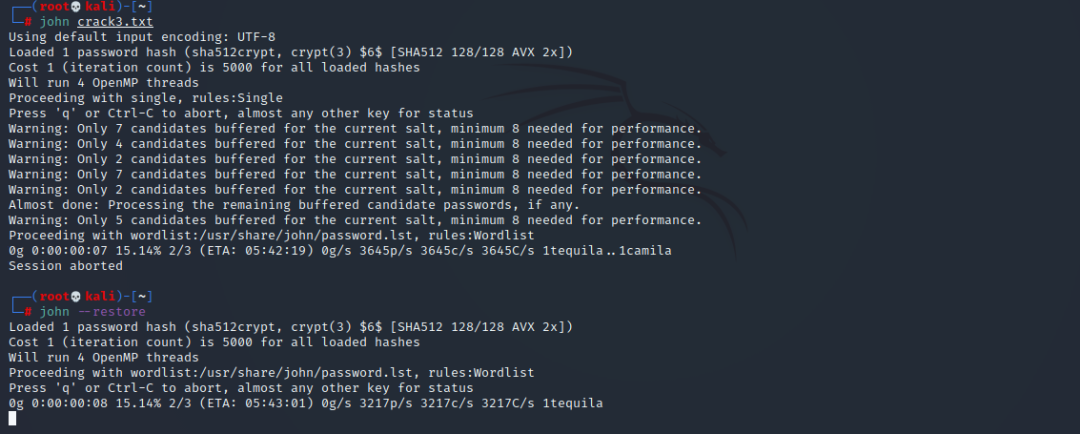 ┌──(root💀kali)-[~]
└─# john crack3.txt
Using default input encoding: UTF-8
Loaded 1 password hash (sha512crypt, crypt(3) $6$ [SHA512 128/128 AVX 2x])
Cost 1 (iteration count) is 5000 for all loaded hashes
Will run 4 OpenMP threads
Proceeding with single, rules:Single
Press 'q' or Ctrl-C to abort, almost any other key for status
Warning: Only 7 candidates buffered for the current salt, minimum 8 needed for performance.
Warning: Only 4 candidates buffered for the current salt, minimum 8 needed for performance.
Warning: Only 2 candidates buffered for the current salt, minimum 8 needed for performance.
Warning: Only 7 candidates buffered for the current salt, minimum 8 needed for performance.
Warning: Only 2 candidates buffered for the current salt, minimum 8 needed for performance.
Almost done: Processing the remaining buffered candidate passwords, if any.
Warning: Only 5 candidates buffered for the current salt, minimum 8 needed for performance.
Proceeding with wordlist:/usr/share/john/password.lst, rules:Wordlist
0g 0:00:00:07 15.14% 2/3 (ETA: 05:42:19) 0g/s 3645p/s 3645c/s 3645C/s 1tequila..1camila
Session aborted
┌──(root💀kali)-[~]
└─# john --restore
Loaded 1 password hash (sha512crypt, crypt(3) $6$ [SHA512 128/128 AVX 2x])
Cost 1 (iteration count) is 5000 for all loaded hashes
Will run 4 OpenMP threads
Proceeding with wordlist:/usr/share/john/password.lst, rules:Wordlist
Press 'q' or Ctrl-C to abort, almost any other key for status
0g 0:00:00:08 15.14% 2/3 (ETA: 05:43:01) 0g/s 3217p/s 3217c/s 3217C/s 1tequila